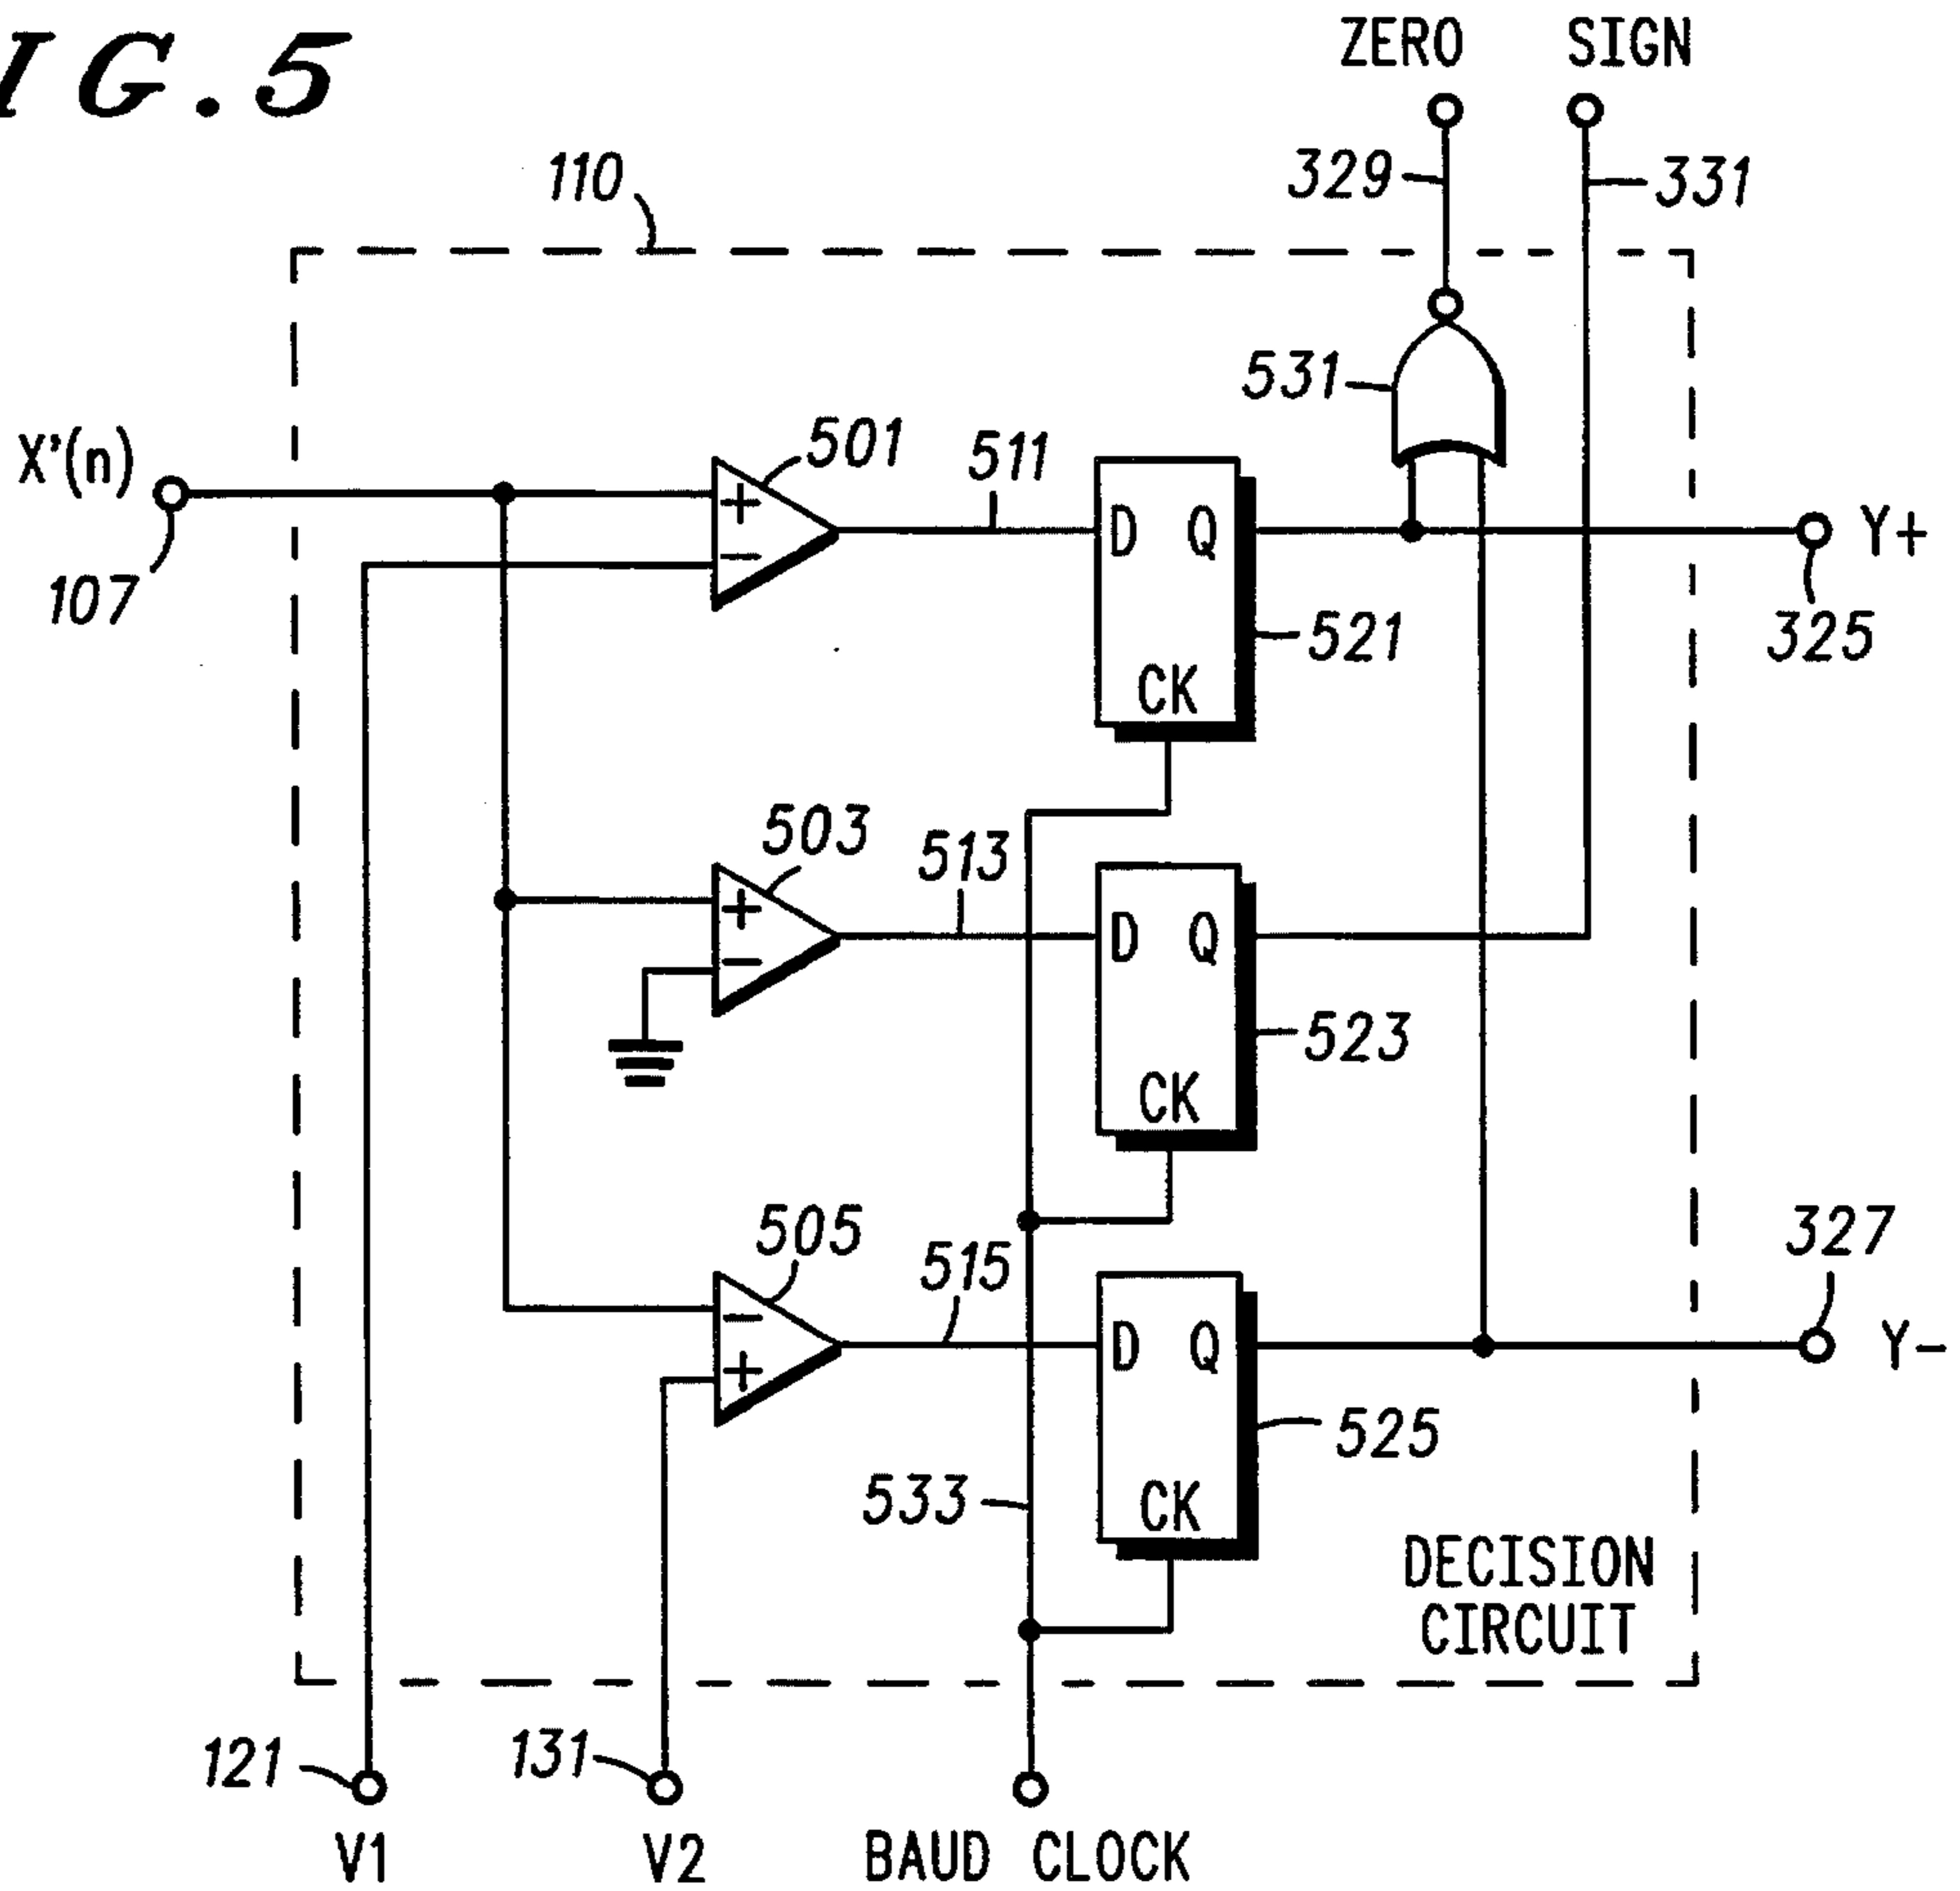 IG.5
ZERO SIGN
110
329
331
531
X'(n)
501
511
+
−
D Q
Y+
107
521
325
CK
503
513
+
−
D Q
523
CK
505
515
327
−
+
D Q
Y−
525
533
CK
DECISION
CIRCUIT
121
131
V1
V2
BAUD CLOCK